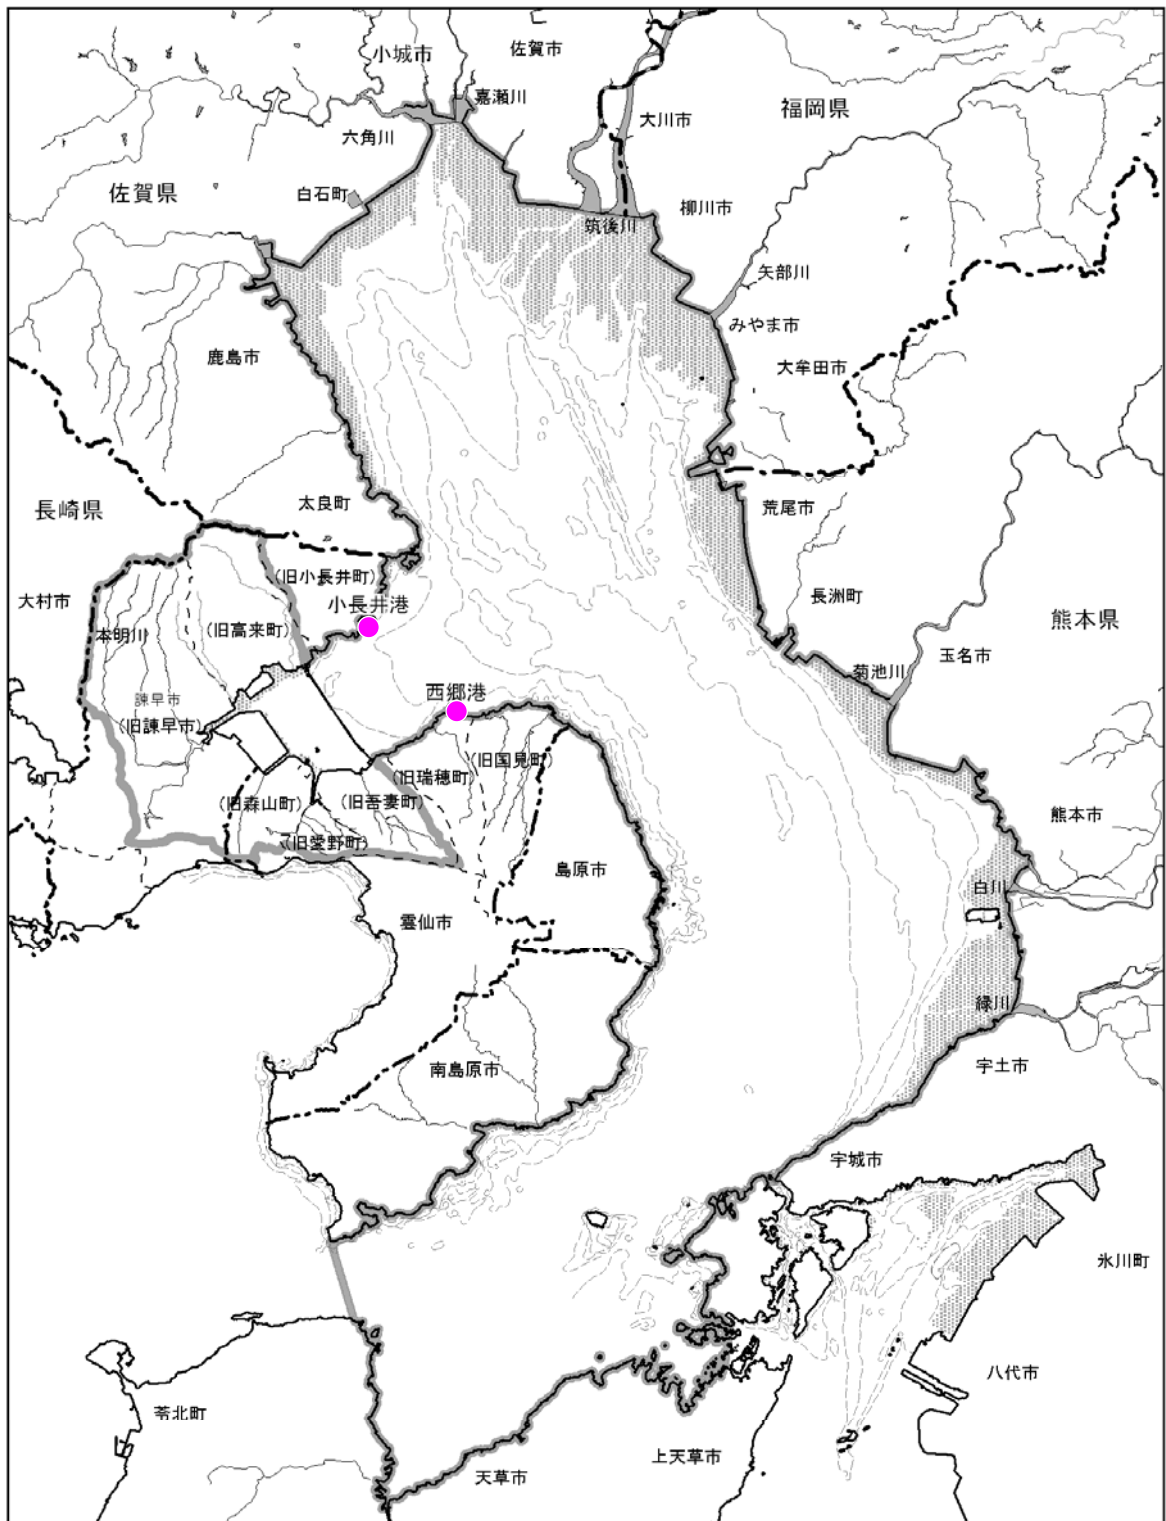 小城市
佐賀市
嘉瀬川
福岡県
大川市
六角川
佐賀県
白石町
柳川市
筑後川
矢部川
みやま市
鹿島市
大牟田市
太良町
荒尾市
長崎県
(旧小長井町)
長洲町
大村市
小長井港
熊本県
本明川
(旧高来町)
玉名市
菊池川
諫早市
西郷港
(旧諫早市)
(旧国見町)
(旧瑞穂町)
(旧森山町)
(旧吾妻町)
熊本市
(旧愛野町)
島原市
白川
雲仙市
緑川
南島原市
宇土市
宇城市
氷川町
八代市
苓北町
上天草市
天草市